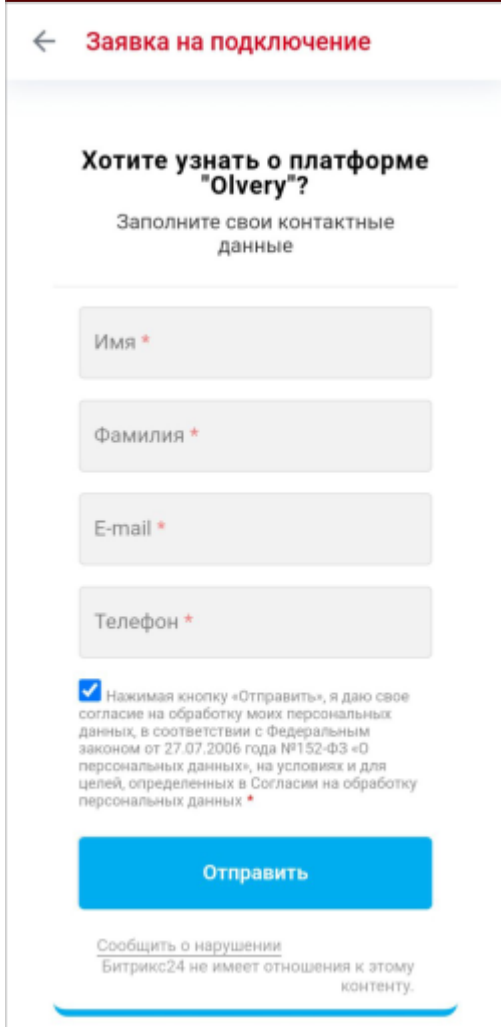 Заявка на подключение
Хотите узнать о платформе
"Olvery"?
Заполните свои контактные
данные
Имя *
Фамилия *
E-mail *
Телефон *
Нажимая кнопку «Отправить», я даю свое
согласие на обработку моих персональных
данных, в соответствии с Федеральным
законом от 27.07.2006 года №152-ФЗ «О
персональных данных», на условиях и для
целей, определенных в Согласии на обработку
персональных данных *
Отправить
Сообщить о нарушении
Битрикс24 не имеет отношения к этому
контенту.